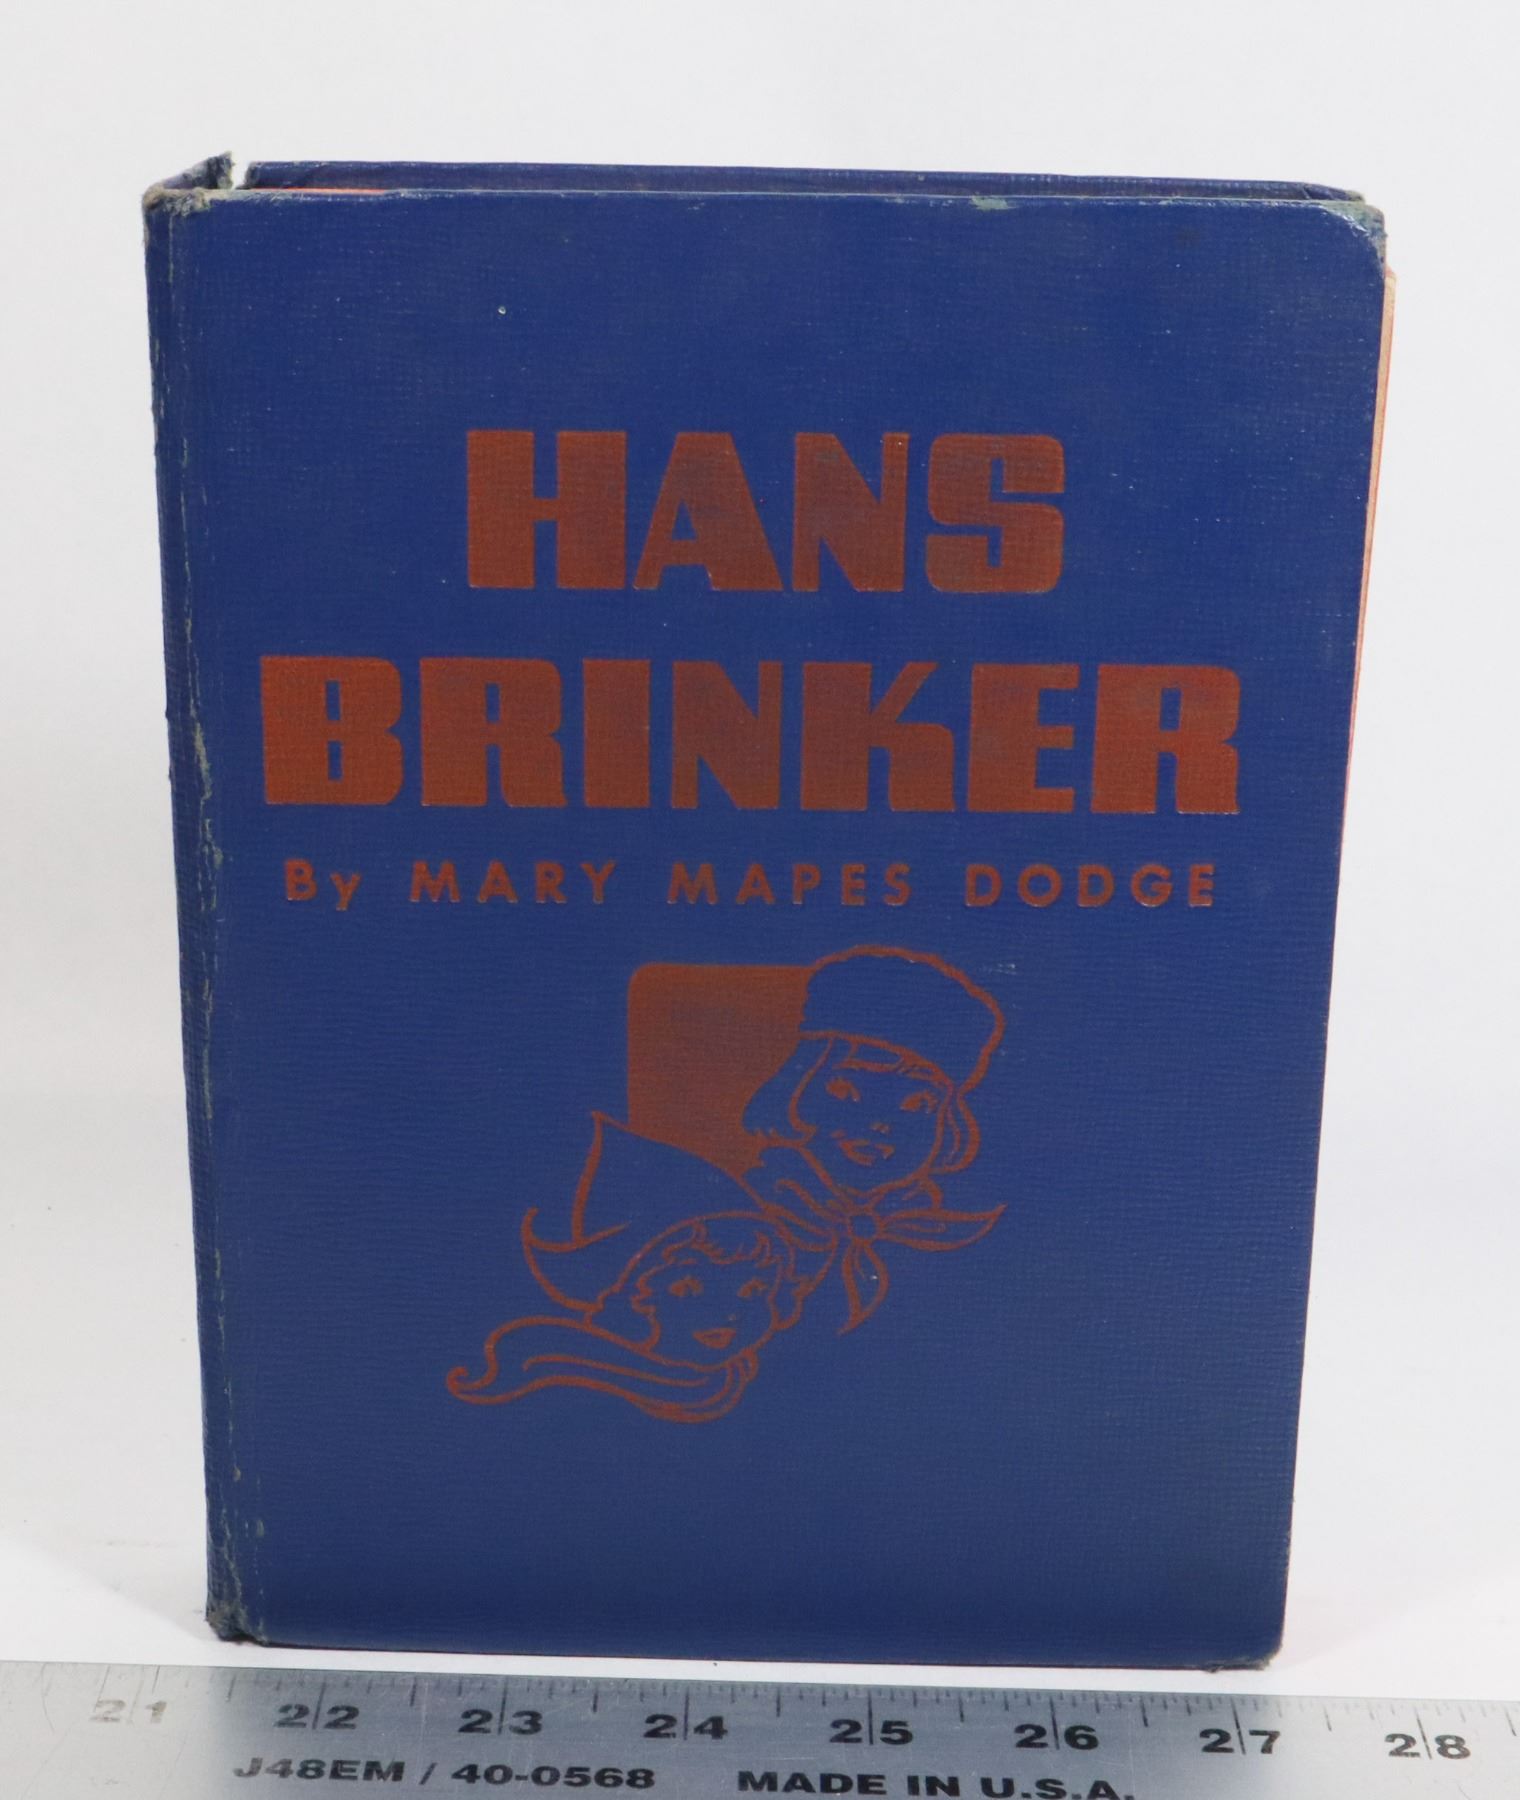 HANS
BRINKER
By MARY MAPES DODGE
21 22 23 24 25 26 27 28
J48EM / 40-0568 MADE IN U.S.A.